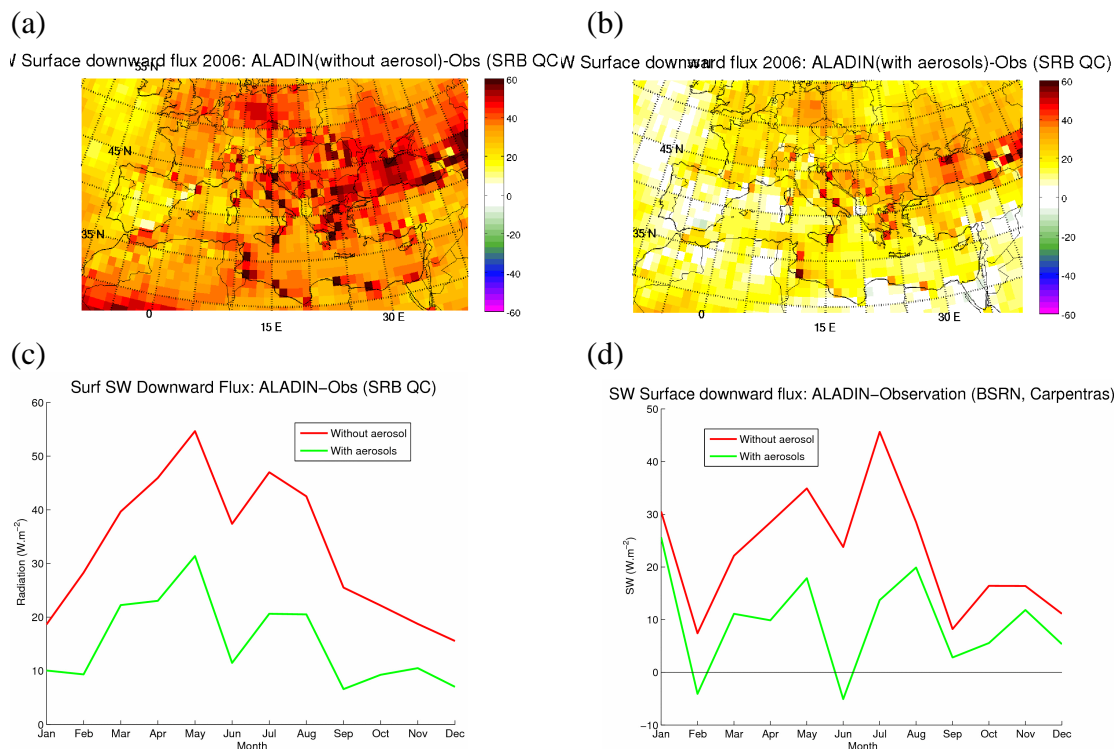 (a)
(b)
W Surface downward flux 2006: ALADIN(without aerosol)-Obs (SRB QC)
W Surface downward flux 2006: ALADIN(with aerosols)-Obs (SRB QC)
55 N
45 N
35 N
0
15 E
30 E
60
40
20
0
-20
-40
-60
45 N
35 N
0
15 E
30 E
60
40
20
0
-20
-40
-60
(c)
(d)
Surf SW Downward Flux: ALADIN−Obs (SRB QC)
Without aerosol
With aerosols
Radiation (W.m−2)
60
50
40
30
20
10
0
Jan Feb Mar Apr May Jun Jul Aug Sep Oct Nov Dec
Month
SW Surface downward flux: ALADIN−Observation (BSRN, Carpentras)
Without aerosol
With aerosols
SW (W.m−2)
50
40
30
20
10
0
−10
Jan Feb Mar Apr May Jun Jul Aug Sep Oct Nov Dec
Month